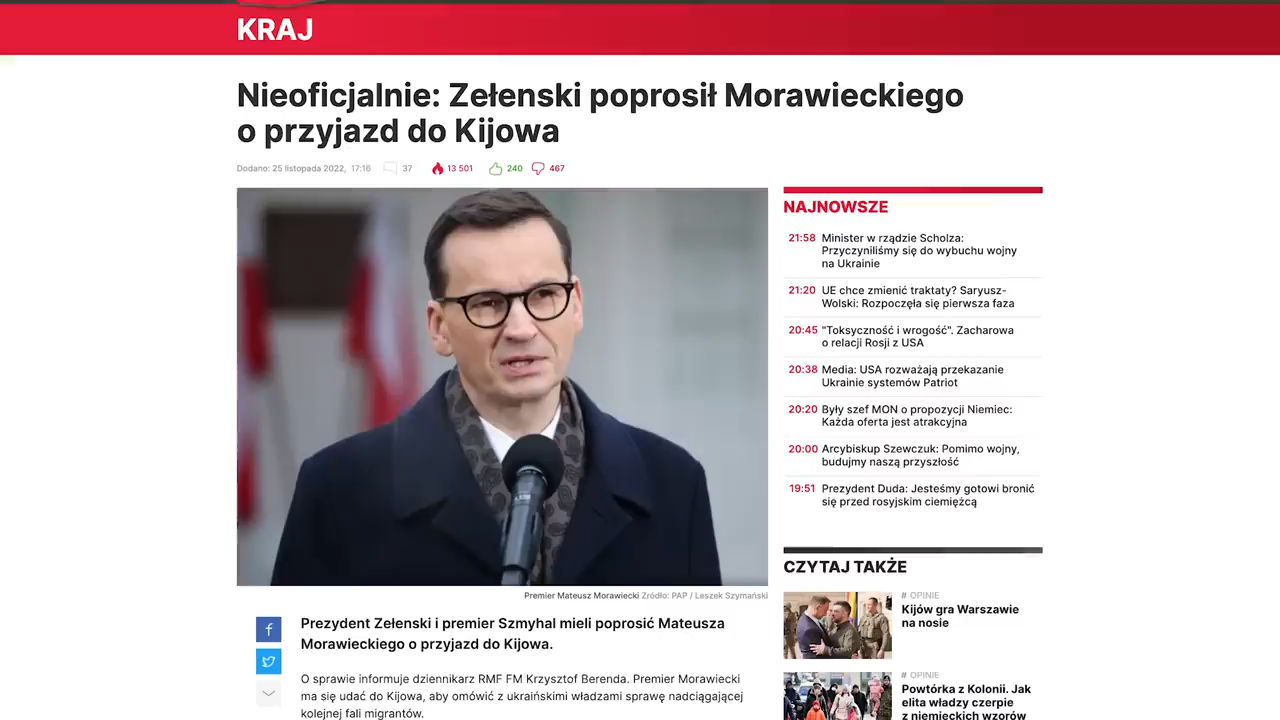 KRAJ
Nieoficjalnie: Zełenski poprosił Morawieckiego
o przyjazd do Kijowa
Dodano: 25 listopada 2022, 17:16 37 13 501 240 467
Premier Mateusz Morawiecki Źródło: PAP / Leszek Szymański
Prezydent Zełenski i premier Szmyhal mieli poprosić Mateusza
Morawieckiego o przyjazd do Kijowa.
O sprawie informuje dziennikarz RMF FM Krzysztof Berenda. Premier Morawiecki
ma się udać do Kijowa, aby omówić z ukraińskimi władzami sprawę nadciągającej
kolejnej fali migrantów.
NAJNOWSZE
21:58 Minister w rządzie Scholza:
Przyczyniliśmy się do wybuchu wojny
na Ukrainie
21:20 UE chce zmienić traktaty? Saryusz-
Wolski: Rozpoczęła się pierwsza faza
20:45 "Toksyczność i wrogość". Zacharowa
o relacji Rosji z USA
20:38 Media: USA rozważają przekazanie
Ukrainie systemów Patriot
20:20 Były szef MON o propozycji Niemiec:
Każda oferta jest atrakcyjna
20:00 Arcybiskup Szewczuk: Pomimo wojny,
budujmy naszą przyszłość
19:51 Prezydent Duda: Jesteśmy gotowi bronić
się przed rosyjskim ciemiężcą
CZYTAJ TAKŻE
# OPINIE
Kijów gra Warszawie
na nosie
# OPINIE
Powtórka z Kolonii. Jak
elita władzy czerpie
z niemieckich wzorów